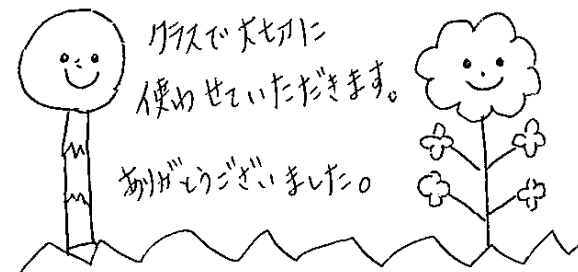 クラスで大切に
使わせていただきます。
ありがとうございました。